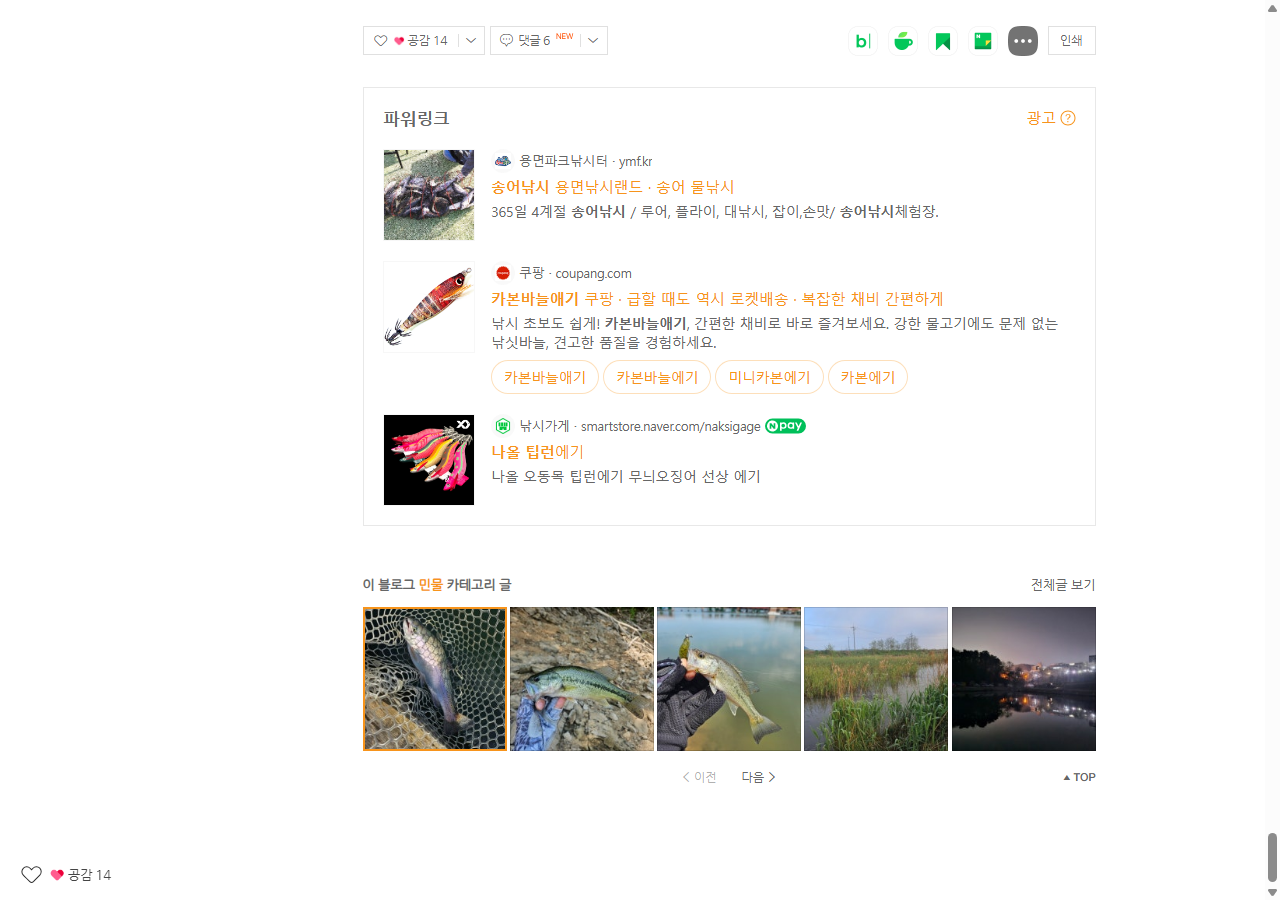 공감 14
댓글 6 NEW
인쇄
파워링크
광고
용면파크낚시터 · ymf.kr
송어낚시 용면낚시랜드 · 송어 물낚시
365일 4계절 송어낚시 / 루어, 플라이, 대낚시, 잡이,손맛/ 송어낚시체험장.
쿠팡 · coupang.com
카본바늘애기 쿠팡 · 급할 때도 역시 로켓배송 · 복잡한 채비 간편하게
낚시 초보도 쉽게! 카본바늘애기, 간편한 채비로 바로 즐겨보세요. 강한 물고기에도 문제 없는
낚싯바늘, 견고한 품질을 경험하세요.
카본바늘애기 카본바늘에기 미니카본에기 카본에기
낚시가게 · smartstore.naver.com/naksigage N pay
나올 팁런에기
나올 오동목 팁런에기 무늬오징어 선상 에기
이 블로그 민물 카테고리 글
전체글 보기
이전
다음
TOP
공감 14